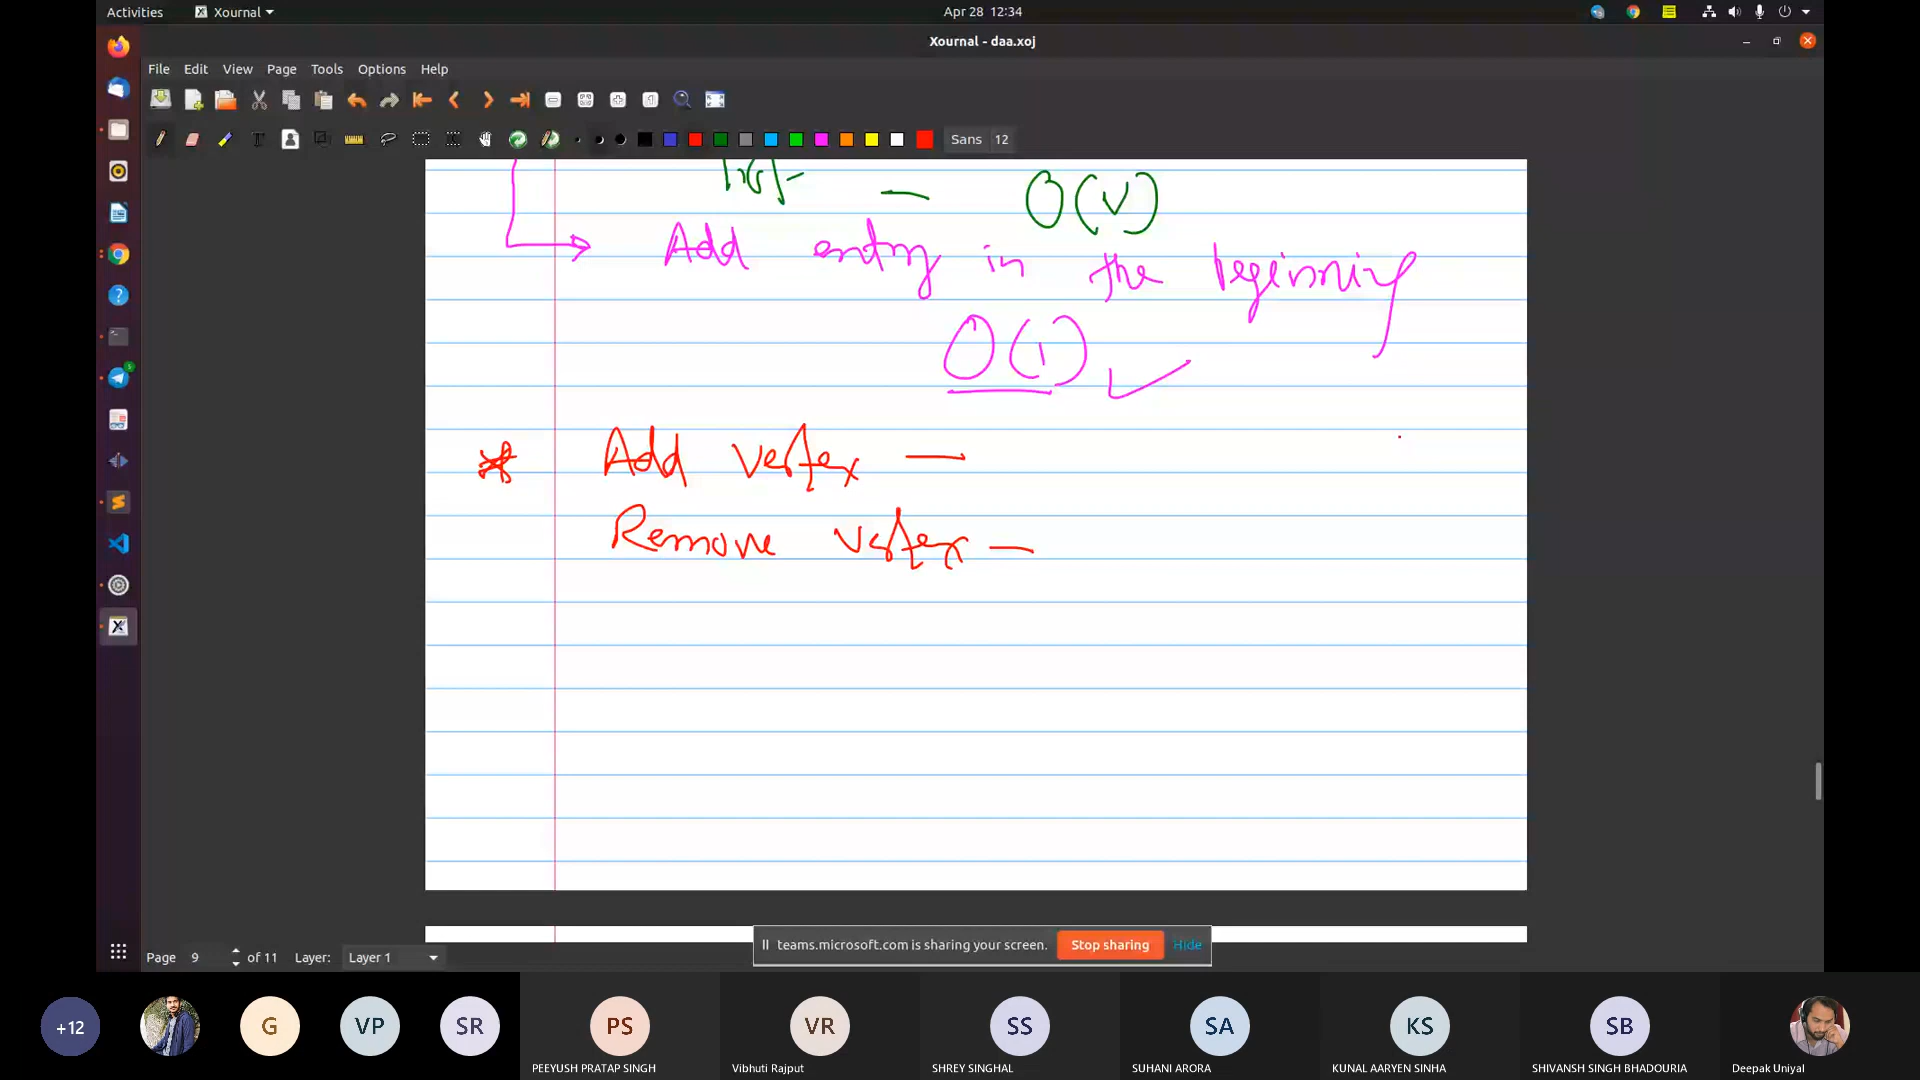 Activities Xournal Apr 28 12:34
Xournal - daa.xoj
File Edit View Page Tools Options Help
Sans 12
list — O(V)
Add entry in the beginning
O(1)
* Add vertex —
Remove vertex —
teams.microsoft.com is sharing your screen. Stop sharing Hide
Page 9 of 11 Layer: Layer 1
+12 G VP SR PS VR SS SA KS SB
PEEYUSH PRATAP SINGH Vibhuti Rajput SHREY SINGHAL SUHANI ARORA KUNAL AARYEN SINHA SHIVANSH SINGH BHADOURIA Deepak Uniyal